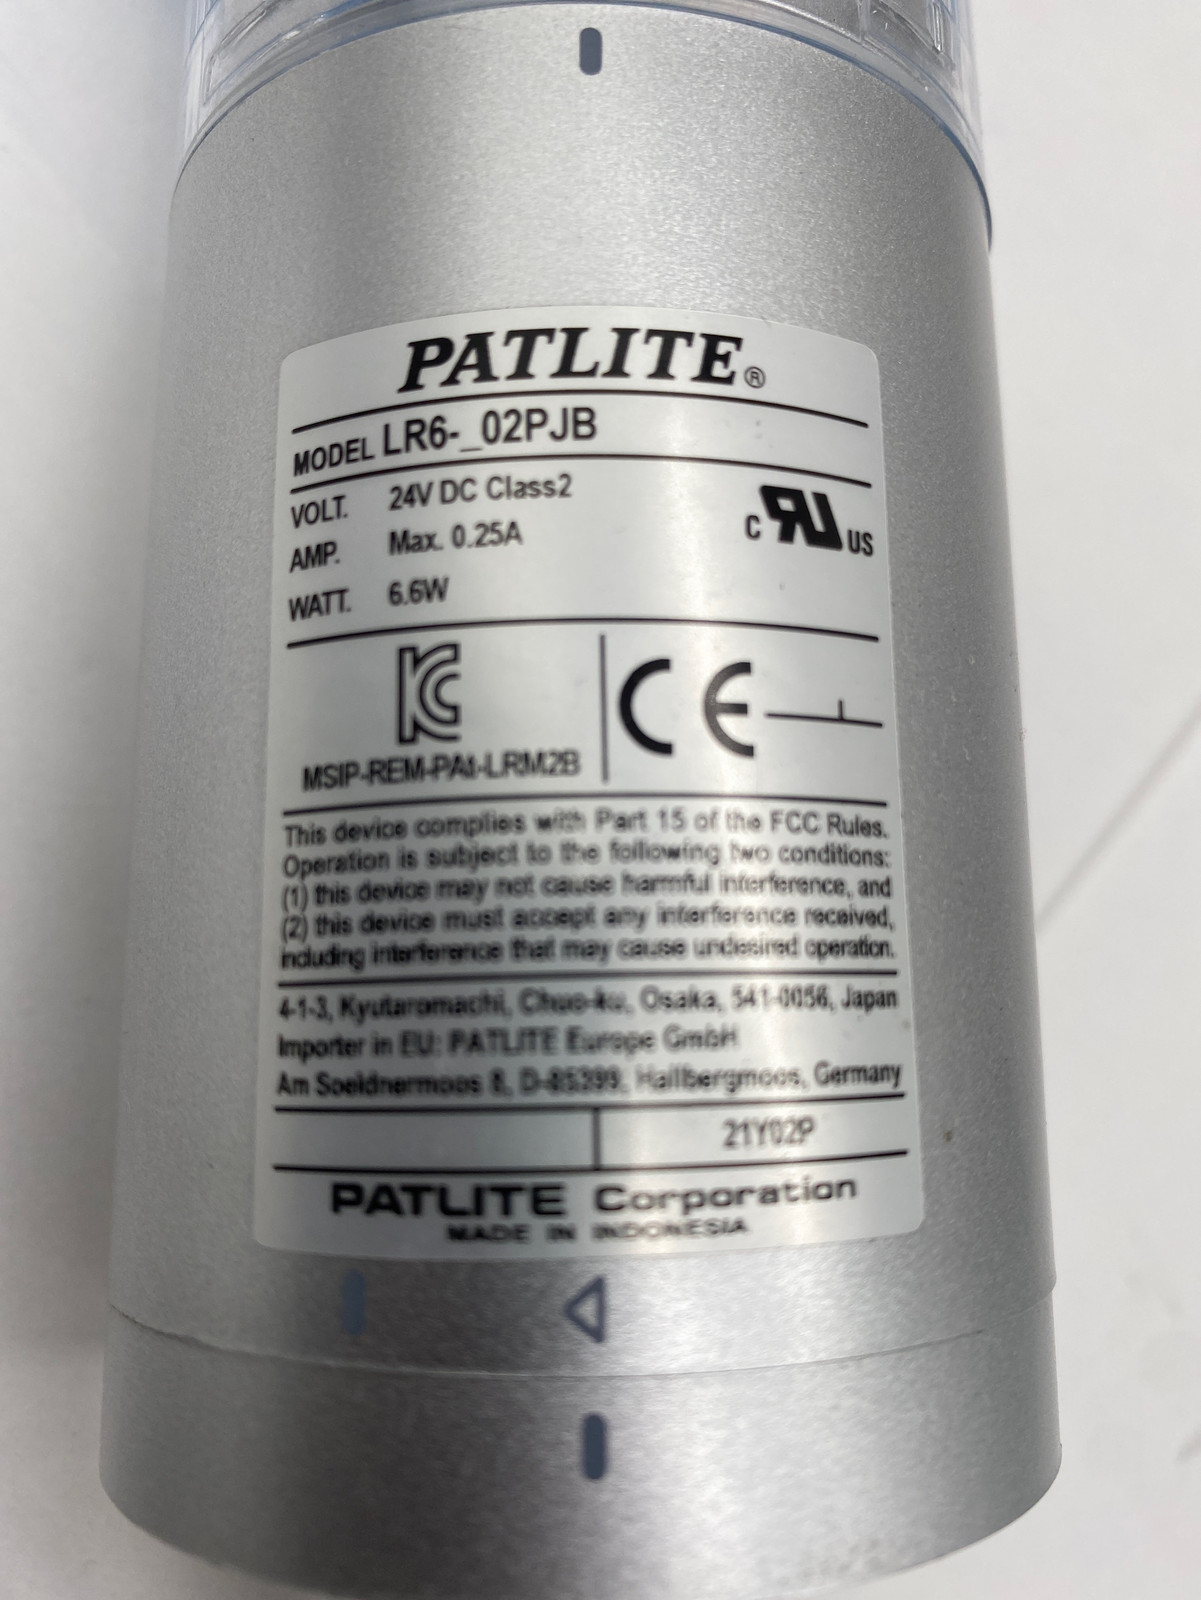 PATLITE®
MODEL LR6-_02PJB
VOLT. 24V DC Class2
AMP. Max. 0.25A
WATT. 6.6W
c RU US
KC
MSIP-REM-PAt-LRM2B
CE
This device complies with Part 15 of the FCC Rules.
Operation is subject to the following two conditions:
(1) this device may not cause harmful interference, and
(2) this device must accept any interference received,
including interference that may cause undesired operation.
4-1-3, Kyutaromachi, Chuo-ku, Osaka, 541-0056, Japan
Importer in EU: PATLITE Europe GmbH
Am Soeldnermoos 8, D-85399, Hallbergmoos, Germany
21Y02P
PATLITE Corporation
MADE IN INDONESIA